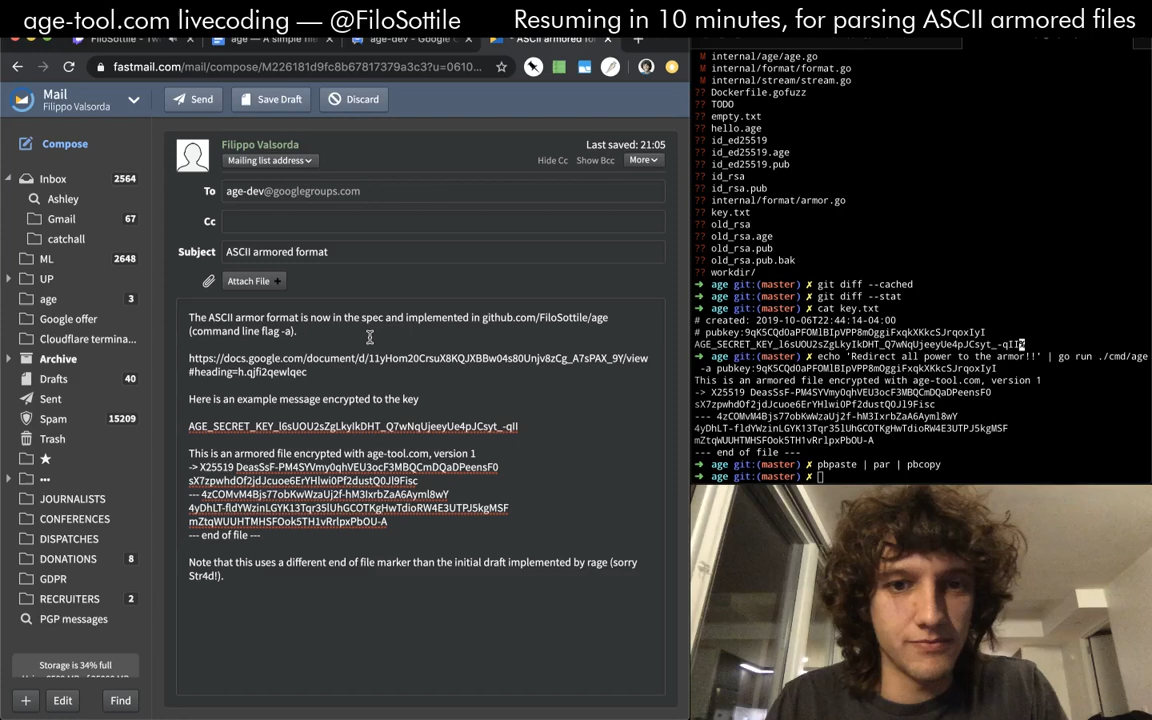 age-tool.com livecoding — @FiloSottile
Resuming in 10 minutes, for parsing ASCII armored files
fastmail.com/mail/compose/M226181d9fc8b67817379a3c3?u=0610...
Mail
Filippo Valsorda
Send
Save Draft
Discard
Compose
Inbox 2564
Ashley
Gmail 67
catchall
ML 2648
UP
age 3
Google offer
Cloudflare termina...
Archive
Drafts 40
Sent
Spam 15209
Trash
JOURNALISTS
CONFERENCES
DISPATCHES
DONATIONS 8
GDPR
RECRUITERS 2
PGP messages
Storage is 34% full
Edit
Find
Filippo Valsorda
Last saved: 21:05
Mailing list address
Hide Cc
Show Bcc
More
To age-dev@googlegroups.com
Cc
Subject ASCII armored format
Attach File +
The ASCII armor format is now in the spec and implemented in github.com/FiloSottile/age
(command line flag -a).
https://docs.google.com/document/d/11yHom20CrsuX8KQJXBBw04s80Unjv8zCg_A7sPAX_9Y/view
#heading=h.qjfi2qewlqec
Here is an example message encrypted to the key
AGE_SECRET_KEY_l6sUOU2sZgLkyIkDHT_Q7wNqUjeeyUe4pJCsyt_-qII
This is an armored file encrypted with age-tool.com, version 1
-> X25519 DeasSsF-PM4SYVmy0qhVEU3ocF3MBQCmDQaDPeensF0
sX7zpwhdOf2jdJcuoe6ErYHlwi0Pf2dustQ0Jl9Fisc
--- 4zCOMvM4Bjs77obKwWzaUj2f-hM3IxrbZaA6Ayml8wY
4yDhLT-fldYWzinLGYK13Tqr35lUhGCOTKgHwTdioRW4E3UTPJ5kgMSF
mZtqWUUHTMHSFOok5TH1vRrlpxPbOU-A
--- end of file ---
Note that this uses a different end of file marker than the initial draft implemented by rage (sorry
Str4d!).
M internal/age/age.go
M internal/format/format.go
M internal/stream/stream.go
?? Dockerfile.gofuzz
?? TODO
?? empty.txt
?? hello.age
?? id_ed25519
?? id_ed25519.age
?? id_ed25519.pub
?? id_rsa
?? id_rsa.pub
?? internal/format/armor.go
?? key.txt
?? old_rsa
?? old_rsa.age
?? old_rsa.pub
?? old_rsa.pub.bak
?? workdir/
➜ age git:(master) ✗ git diff --cached
➜ age git:(master) ✗ git diff --stat
➜ age git:(master) ✗ cat key.txt
# created: 2019-10-06T22:44:14-04:00
# pubkey:9qK5CQd0aPFOMlBIpVPP8mOggiFxqkXKkcSJrqoxIyI
AGE_SECRET_KEY_l6sUOU2sZgLkyIkDHT_Q7wNqUjeeyUe4pJCsyt_-qII%
➜ age git:(master) ✗ echo 'Redirect all power to the armor!!' | go run ./cmd/age
-a pubkey:9qK5CQd0aPFOMlBIpVPP8mOggiFxqkXKkcSJrqoxIyI
This is an armored file encrypted with age-tool.com, version 1
-> X25519 DeasSsF-PM4SYVmy0qhVEU3ocF3MBQCmDQaDPeensF0
sX7zpwhdOf2jdJcuoe6ErYHlwi0Pf2dustQ0Jl9Fisc
--- 4zCOMvM4Bjs77obKwWzaUj2f-hM3IxrbZaA6Ayml8wY
4yDhLT-fldYWzinLGYK13Tqr35lUhGCOTKgHwTdioRW4E3UTPJ5kgMSF
mZtqWUUHTMHSFOok5TH1vRrlpxPbOU-A
--- end of file ---
➜ age git:(master) ✗ pbpaste | par | pbcopy
➜ age git:(master) ✗